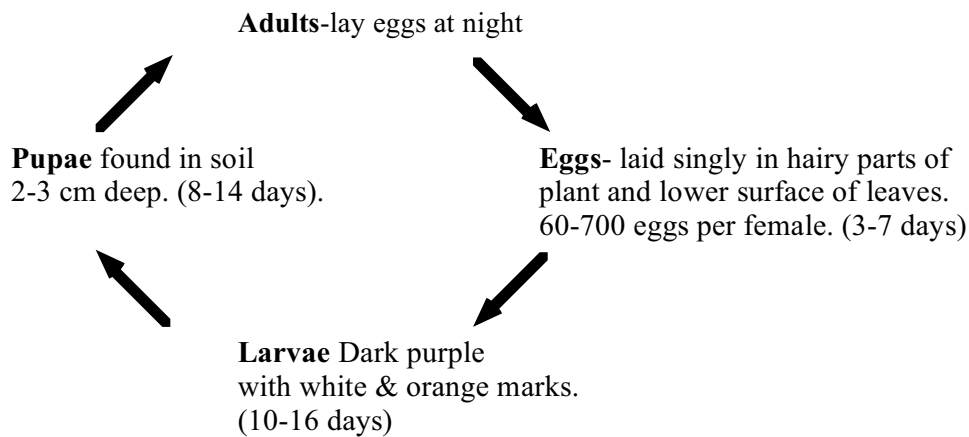 Adults-lay eggs at night
Pupae found in soil
2-3 cm deep. (8-14 days).
Eggs- laid singly in hairy parts of
plant and lower surface of leaves.
60-700 eggs per female. (3-7 days)
Larvae Dark purple
with white & orange marks.
(10-16 days)